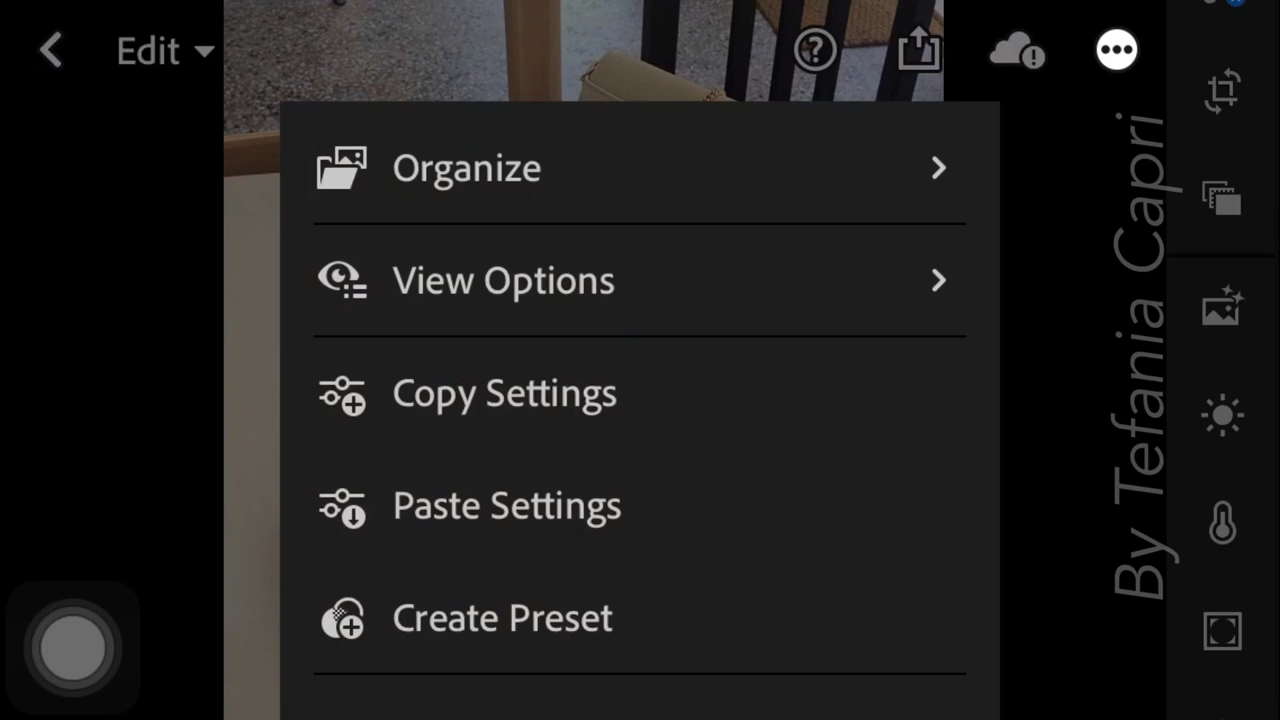 Edit
Organize
View Options
Copy Settings
Paste Settings
Create Preset
By Tefania Capri